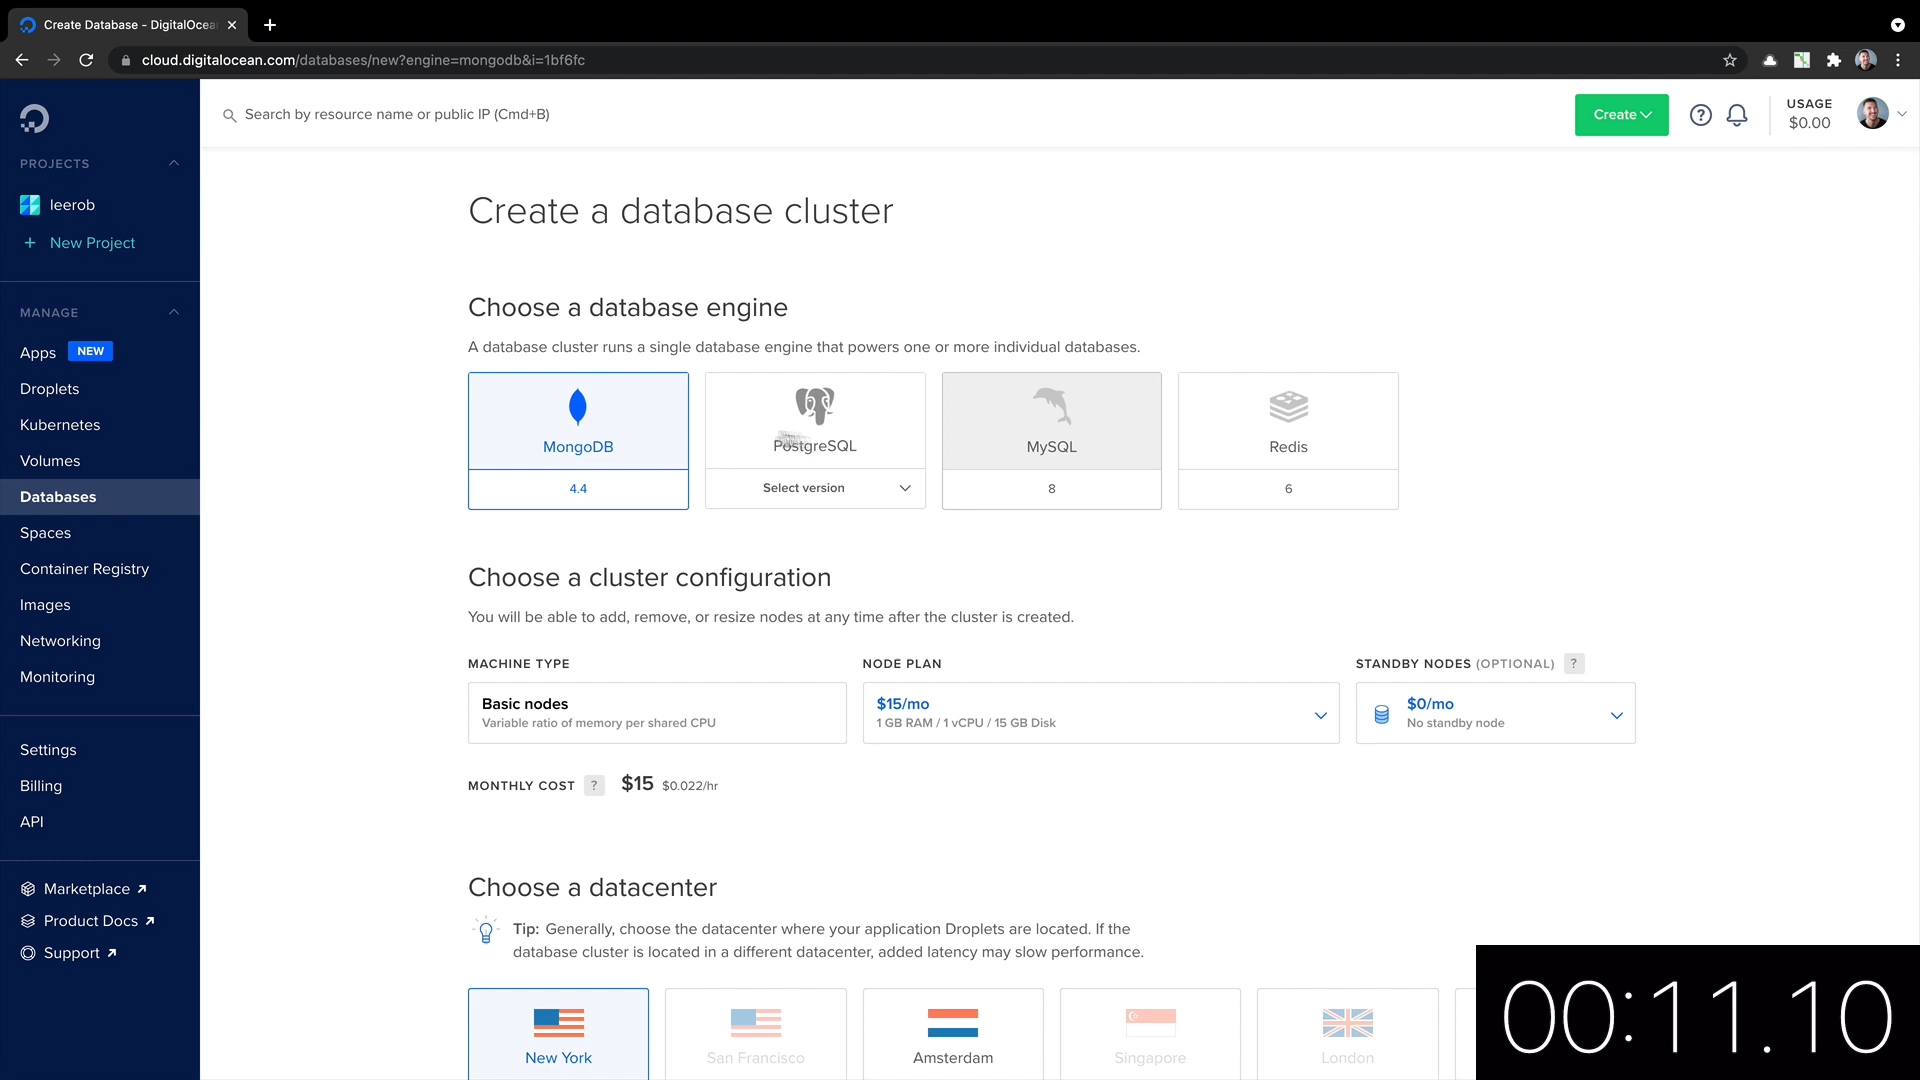 Create Database - DigitalOcea
cloud.digitalocean.com/databases/new?engine=mongodb&i=1bf6fc
Search by resource name or public IP (Cmd+B)
Create
?
USAGE
$0.00
PROJECTS
leerob
+ New Project
MANAGE
Apps NEW
Droplets
Kubernetes
Volumes
Databases
Spaces
Container Registry
Images
Networking
Monitoring
Settings
Billing
API
Marketplace
Product Docs
Support
Create a database cluster
Choose a database engine
A database cluster runs a single database engine that powers one or more individual databases.
MongoDB
4.4
PostgreSQL
Select version
MySQL
8
Redis
6
Choose a cluster configuration
You will be able to add, remove, or resize nodes at any time after the cluster is created.
MACHINE TYPE
Basic nodes
Variable ratio of memory per shared CPU
NODE PLAN
$15/mo
1 GB RAM / 1 vCPU / 15 GB Disk
STANDBY NODES (OPTIONAL) ?
$0/mo
No standby node
MONTHLY COST ? $15 $0.022/hr
Choose a datacenter
Tip: Generally, choose the datacenter where your application Droplets are located. If the
database cluster is located in a different datacenter, added latency may slow performance.
New York
San Francisco
Amsterdam
Singapore
London
00:11.10